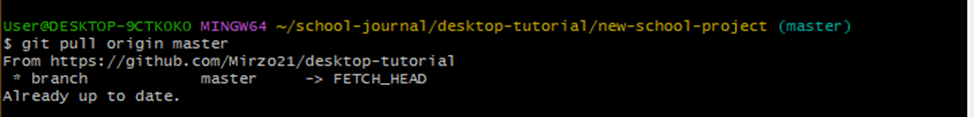 User@DESKTOP-9CTKOKO MINGW64 ~/school-journal/desktop-tutorial/new-school-project (master)
$ git pull origin master
From https://github.com/Mirzo21/desktop-tutorial
 * branch            master     -> FETCH_HEAD
Already up to date.